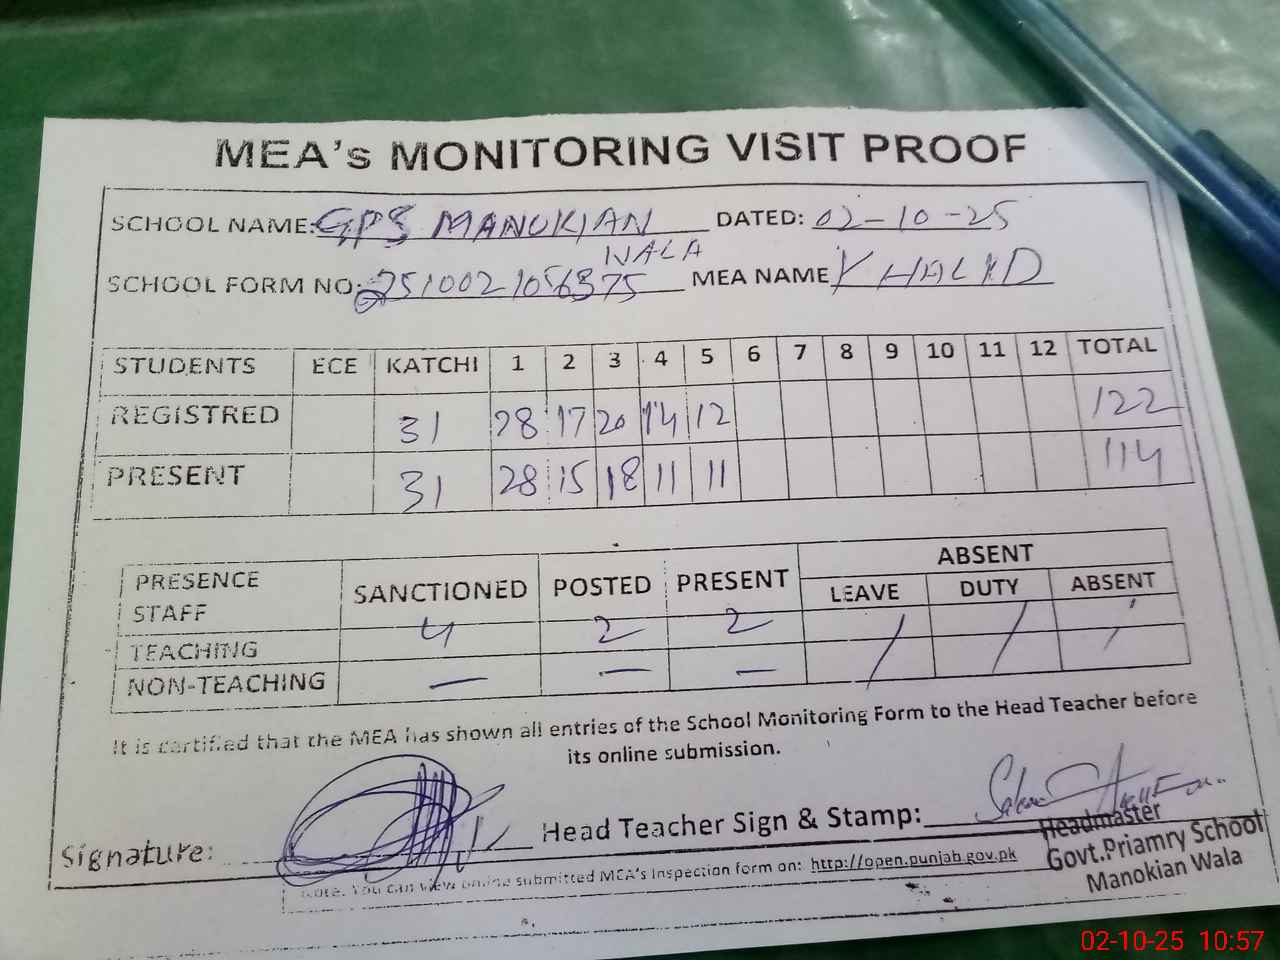 MEA's MONITORING VISIT PROOF
SCHOOL NAME: GPS MANOKIAN WALA DATED: 02-10-25
SCHOOL FORM NO: MEA NAME KHALID
STUDENTS ECE KATCHI 1 2 3 4 5 6 7 8 9 10 11 12 TOTAL
REGISTRED 31 28 17 20 14 12 122
PRESENT 31 28 15 18 11 11 114
PRESENCE STAFF SANCTIONED POSTED PRESENT ABSENT
LEAVE DUTY ABSENT
TEACHING 4 2 2 / / /
NON-TEACHING — — —
It is certified that the MEA has shown all entries of the School Monitoring Form to the Head Teacher before
its online submission.
Signature: Head Teacher Sign & Stamp:
Headmaster
Govt.Priamry School
Manokian Wala
Note. You can view online submitted MEA's Inspection form on: http://open.punjab.gov.pk
02-10-25 10:57